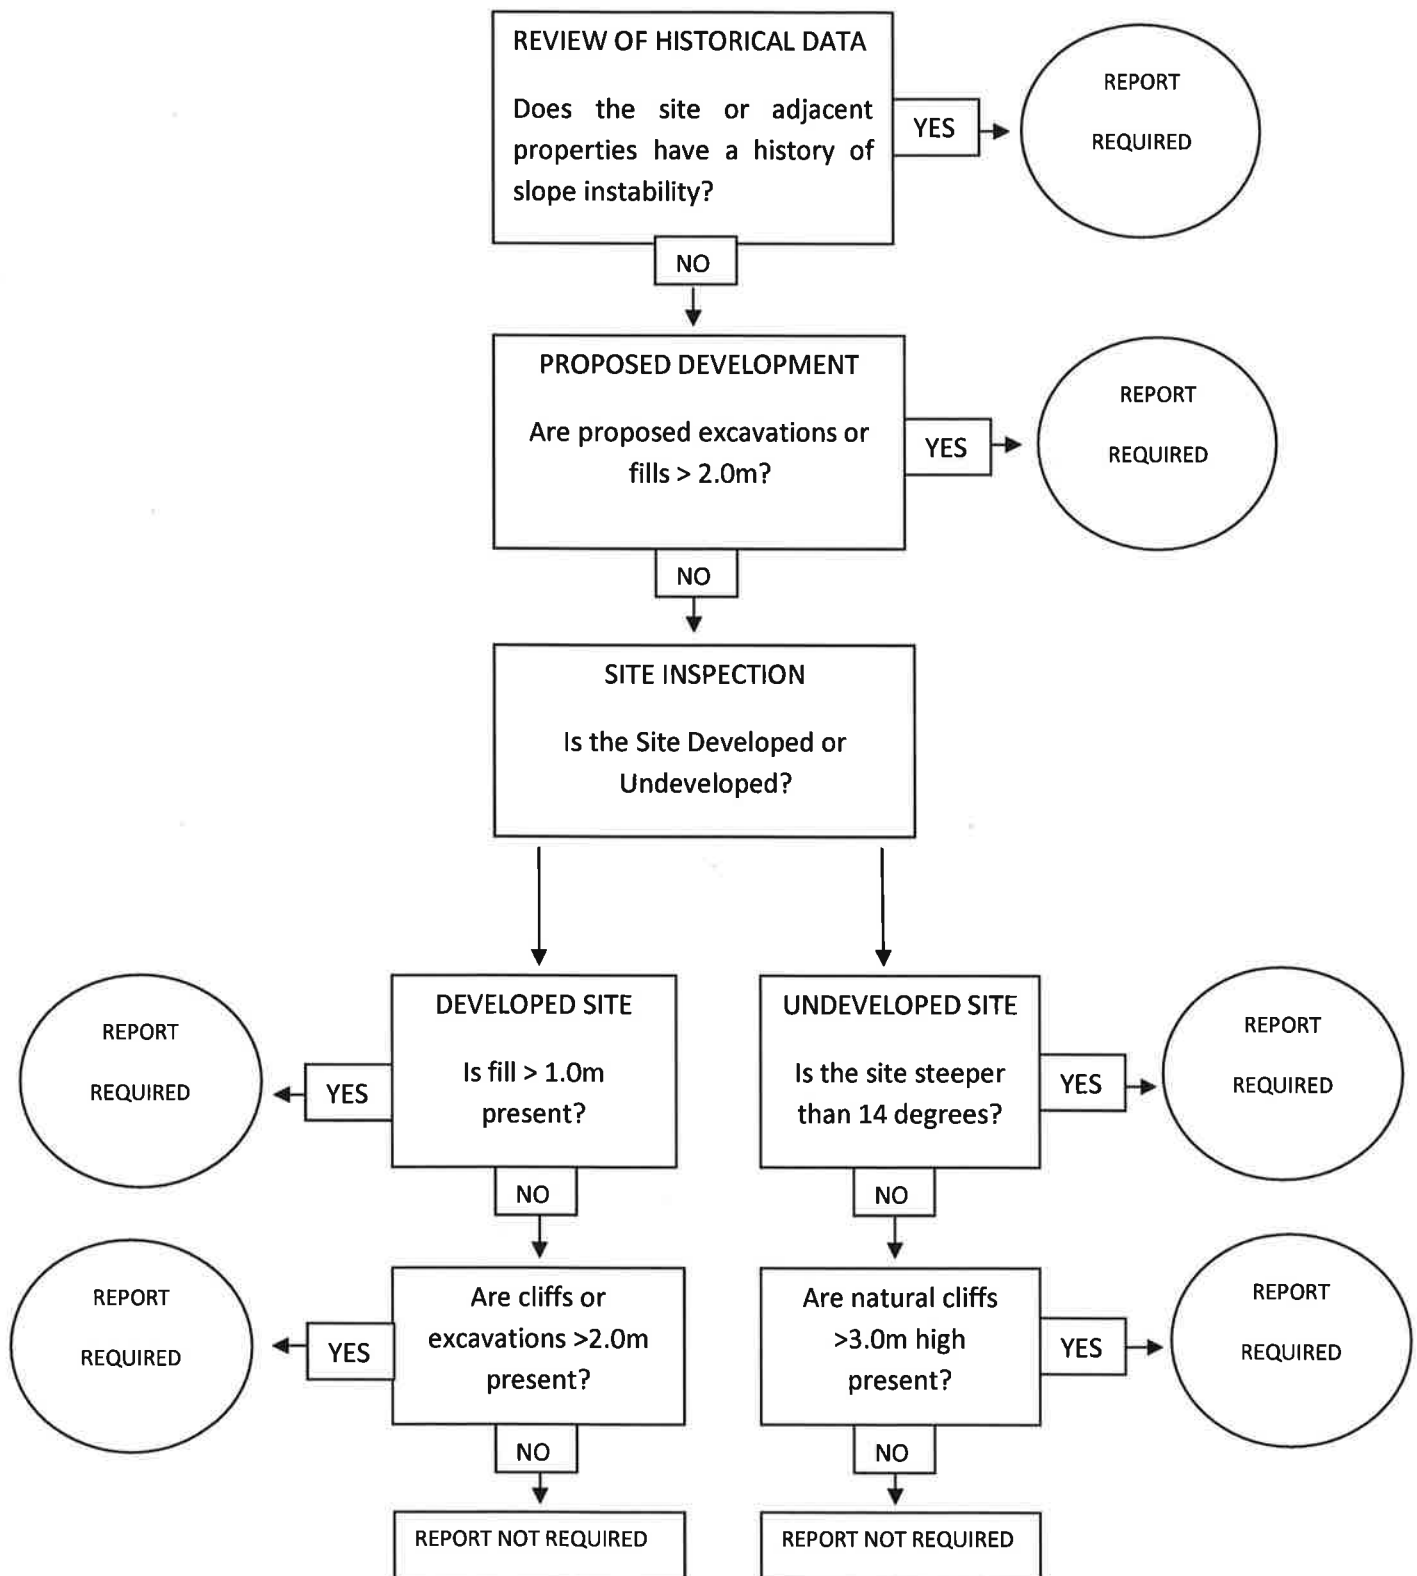 REVIEW OF HISTORICAL DATA
Does the site or adjacent
properties have a history of
slope instability?
YES
REPORT
REQUIRED
NO
PROPOSED DEVELOPMENT
Are proposed excavations or
fills > 2.0m?
YES
REPORT
REQUIRED
NO
SITE INSPECTION
Is the Site Developed or
Undeveloped?
REPORT
REQUIRED
YES
DEVELOPED SITE
Is fill > 1.0m
present?
NO
UNDEVELOPED SITE
Is the site steeper
than 14 degrees?
YES
REPORT
REQUIRED
NO
REPORT
REQUIRED
YES
Are cliffs or
excavations >2.0m
present?
NO
REPORT NOT REQUIRED
Are natural cliffs
>3.0m high
present?
YES
REPORT
REQUIRED
NO
REPORT NOT REQUIRED